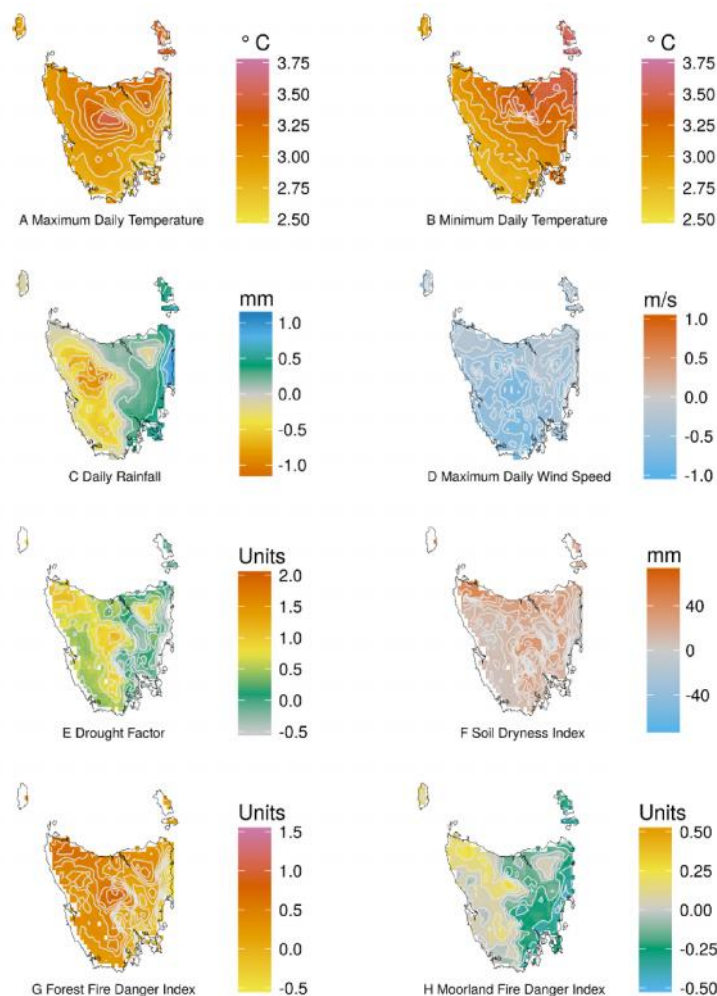 ° C
3.75
3.50
3.25
3.00
2.75
2.50
A Maximum Daily Temperature
° C
3.75
3.50
3.25
3.00
2.75
2.50
B Minimum Daily Temperature
mm
1.0
0.5
0.0
-0.5
-1.0
C Daily Rainfall
m/s
1.0
0.5
0.0
-0.5
-1.0
D Maximum Daily Wind Speed
Units
2.0
1.5
1.0
0.5
0.0
-0.5
E Drought Factor
mm
40
0
-40
F Soil Dryness Index
Units
1.5
1.0
0.5
0.0
-0.5
G Forest Fire Danger Index
Units
0.50
0.25
0.00
-0.25
-0.50
H Moorland Fire Danger Index